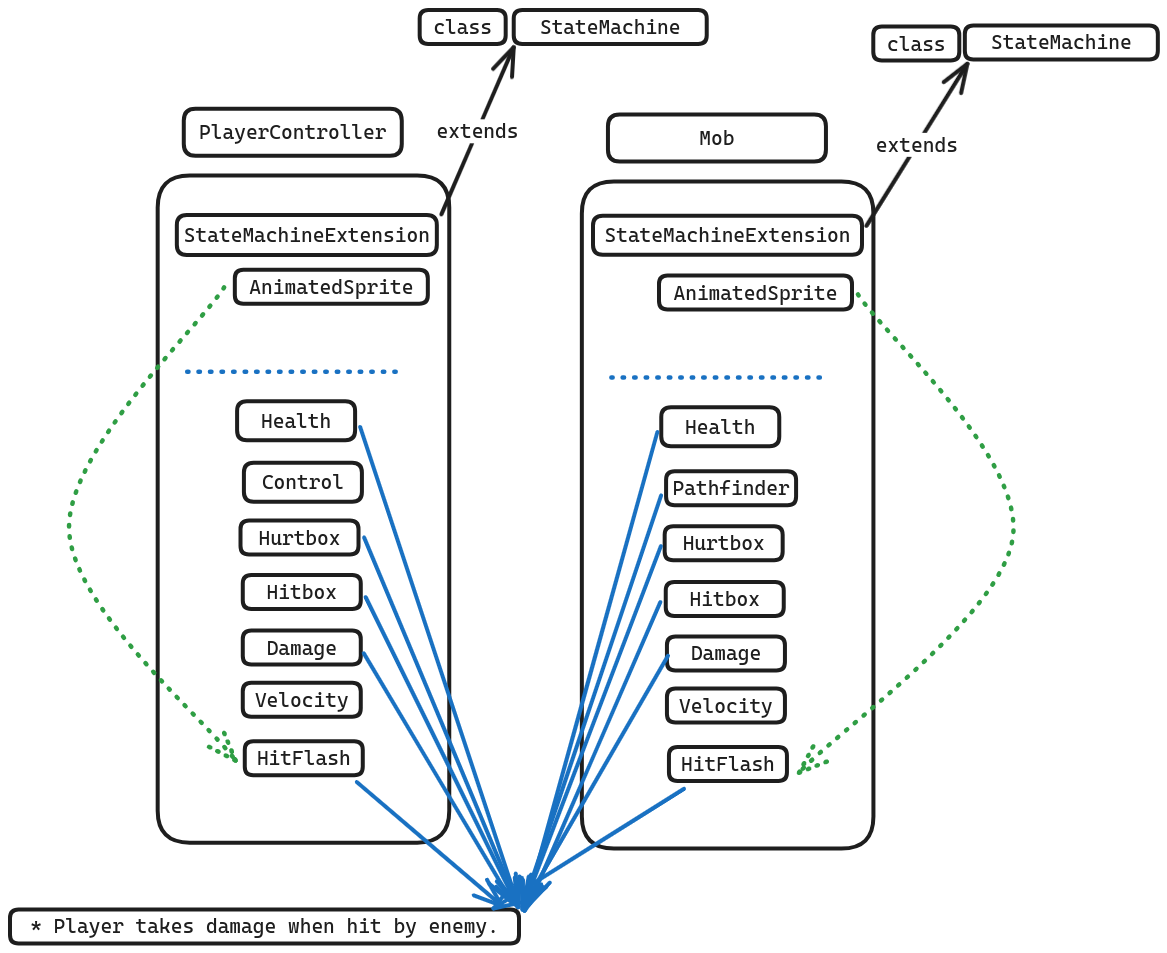 class
StateMachine
class
StateMachine
extends
extends
PlayerController
Mob
StateMachineExtension
AnimatedSprite
Health
Control
Hurtbox
Hitbox
Damage
Velocity
HitFlash
StateMachineExtension
AnimatedSprite
Health
Pathfinder
Hurtbox
Hitbox
Damage
Velocity
HitFlash
* Player takes damage when hit by enemy.